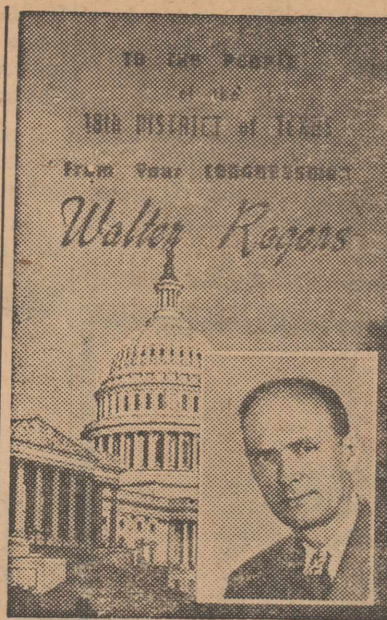 TO THE PEOPLE
of the
18th DISTRICT of TEXAS
From Your CONGRESSMAN
Walter Rogers